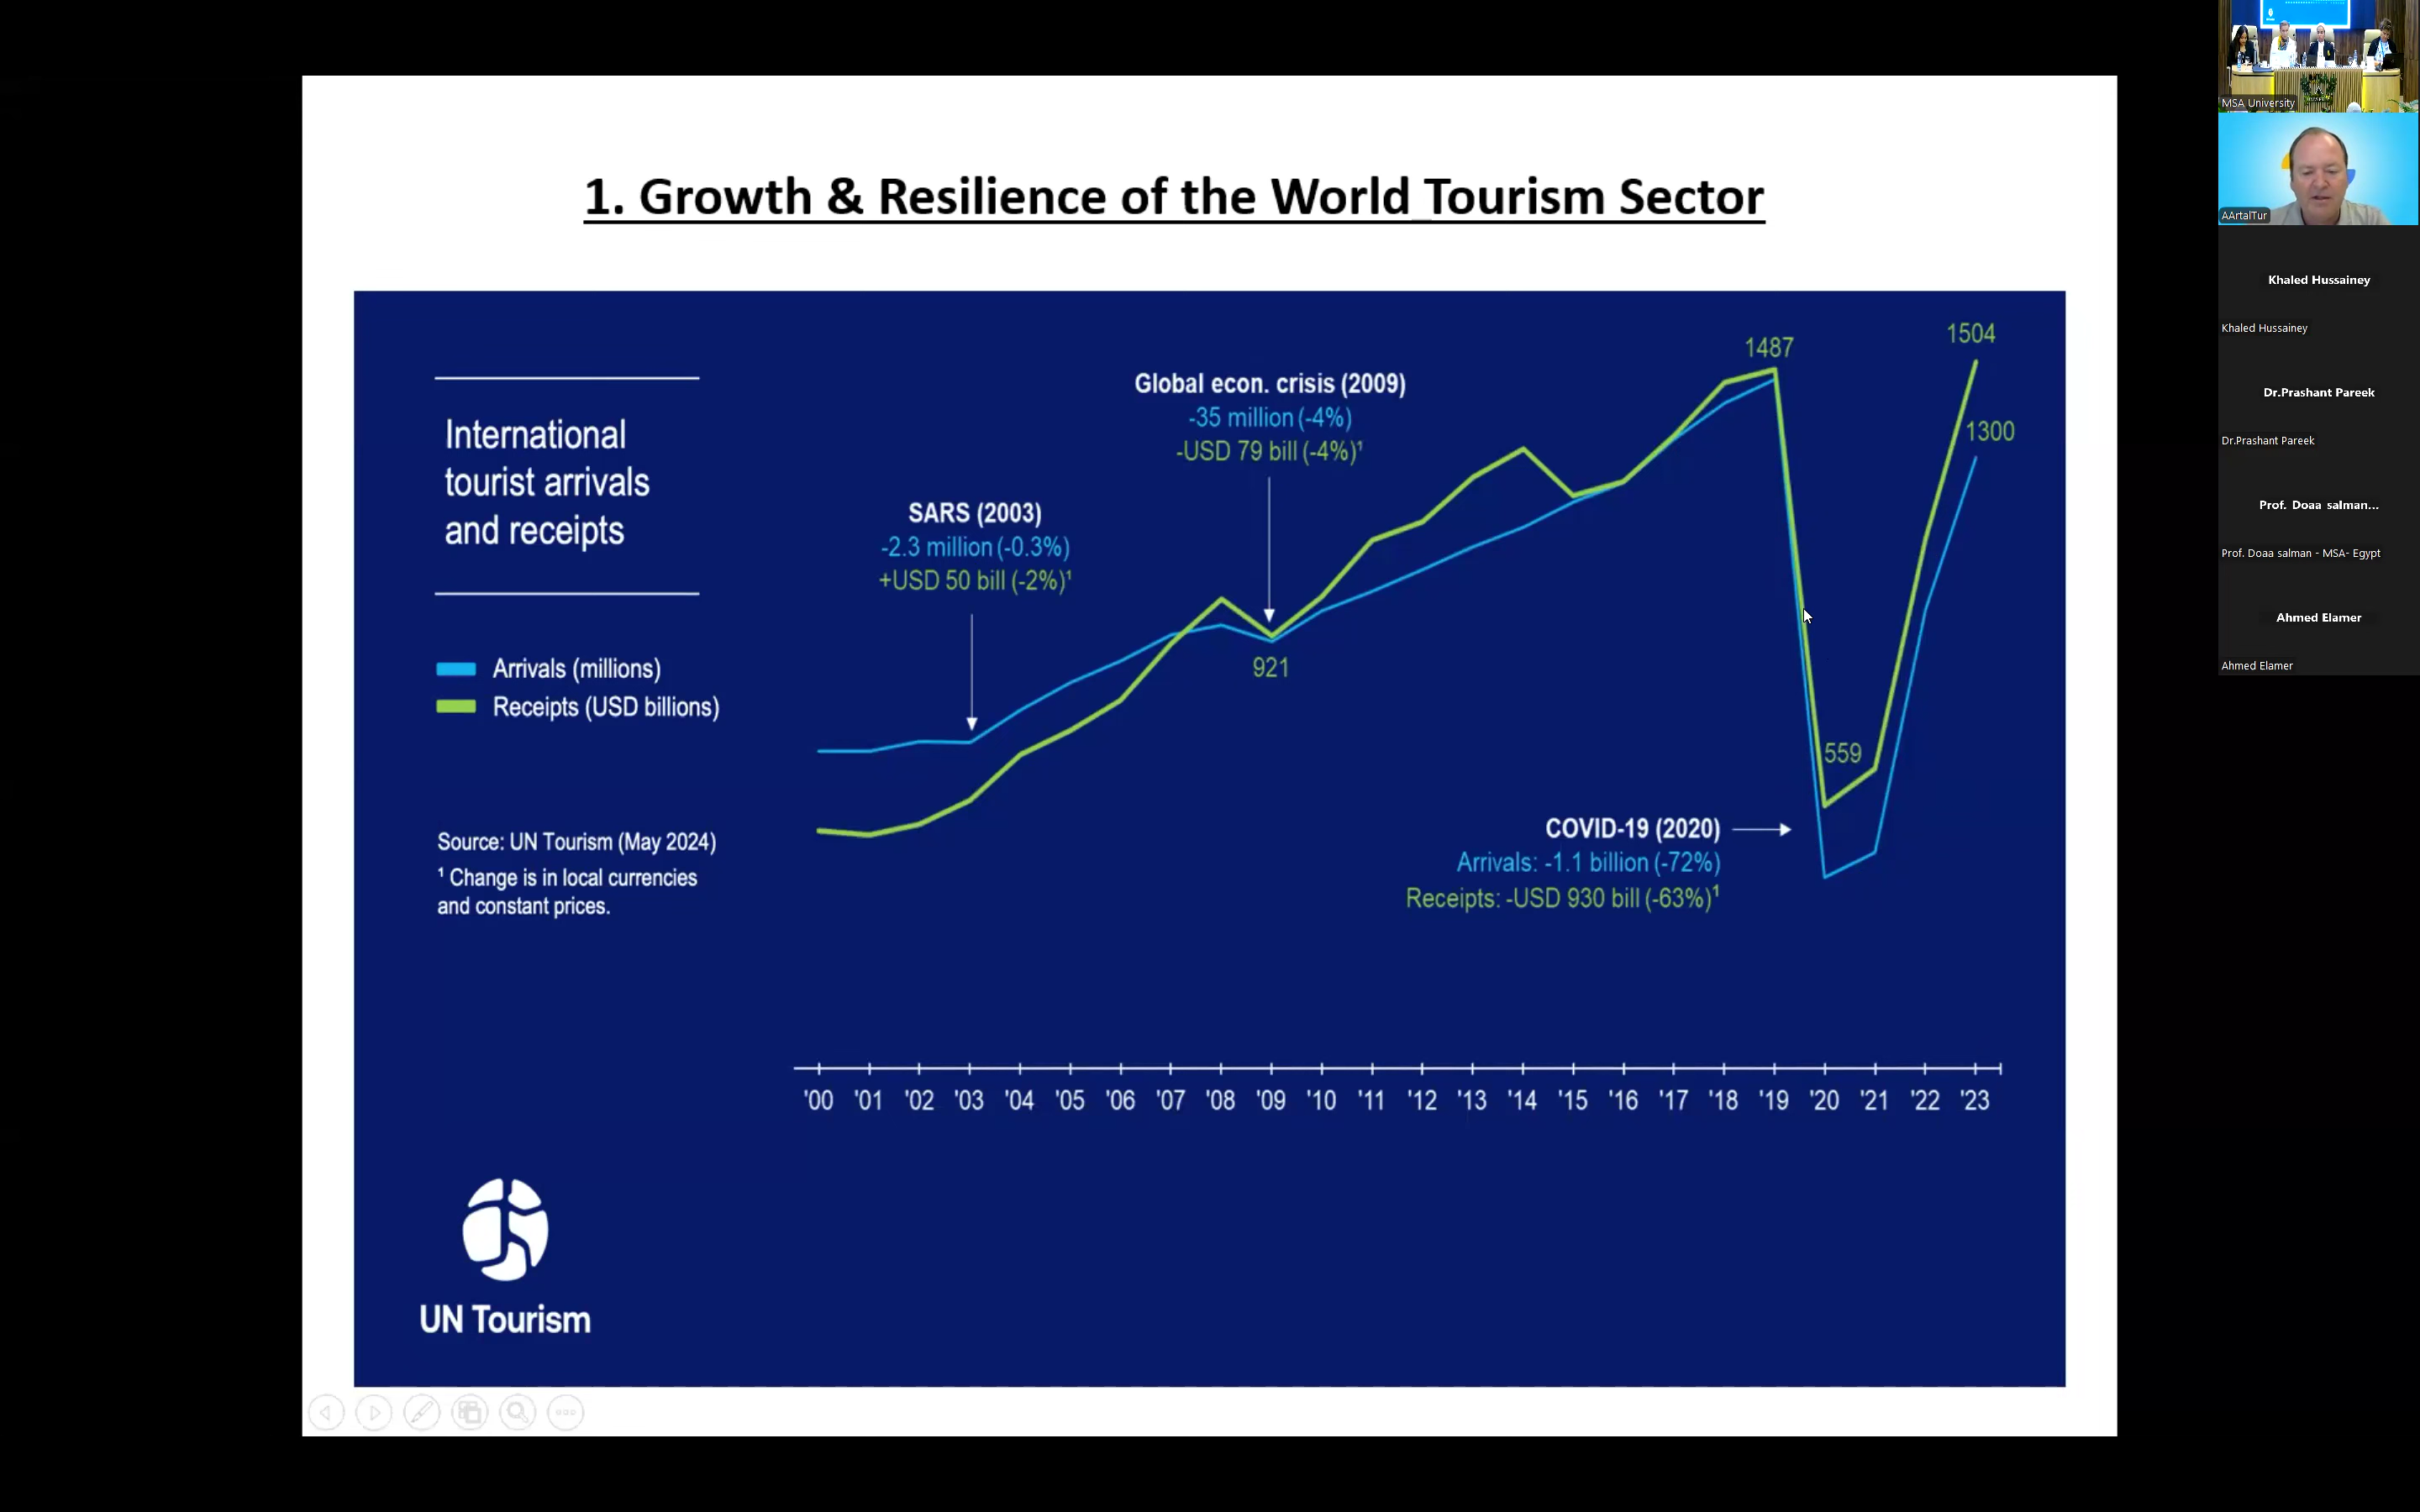 1. Growth & Resilience of the World Tourism Sector
International
tourist arrivals
and receipts
Arrivals (millions)
Receipts (USD billions)
Source: UN Tourism (May 2024)
¹ Change is in local currencies
and constant prices.
SARS (2003)
-2.3 million (-0.3%)
+USD 50 bill (-2%)¹
Global econ. crisis (2009)
-35 million (-4%)
-USD 79 bill (-4%)¹
921
1487
1504
1300
559
COVID-19 (2020)
Arrivals: -1.1 billion (-72%)
Receipts: -USD 930 bill (-63%)¹
'00 '01 '02 '03 '04 '05 '06 '07 '08 '09 '10 '11 '12 '13 '14 '15 '16 '17 '18 '19 '20 '21 '22 '23
UN Tourism
MSA University
AArtalTur
Khaled Hussainey
Khaled Hussainey
Dr.Prashant Pareek
Dr.Prashant Pareek
Prof. Doaa salman...
Prof. Doaa salman - MSA- Egypt
Ahmed Elamer
Ahmed Elamer